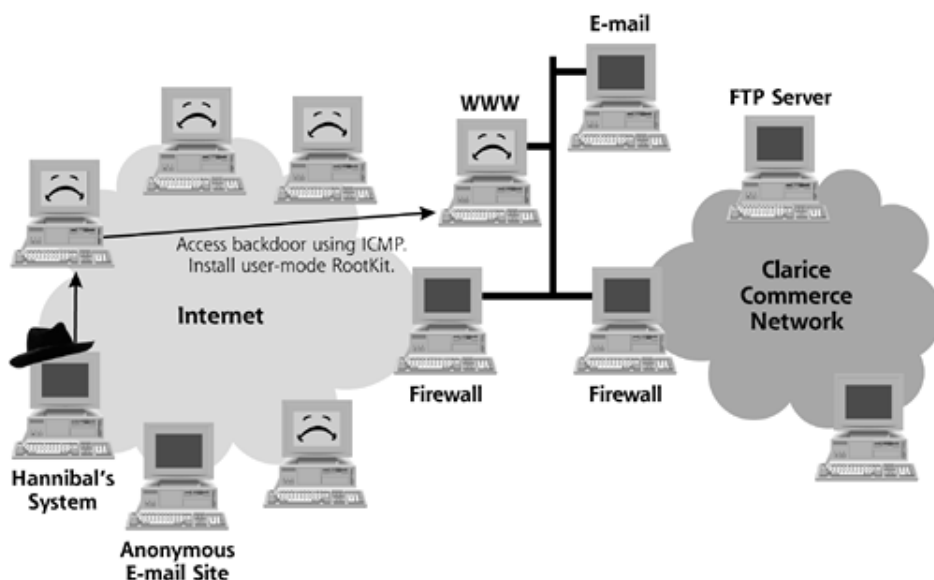 E-mail
WWW
FTP Server
Access backdoor using ICMP.
Install user-mode RootKit.
Internet
Clarice
Commerce
Network
Firewall
Firewall
Hannibal's
System
Anonymous
E-mail Site